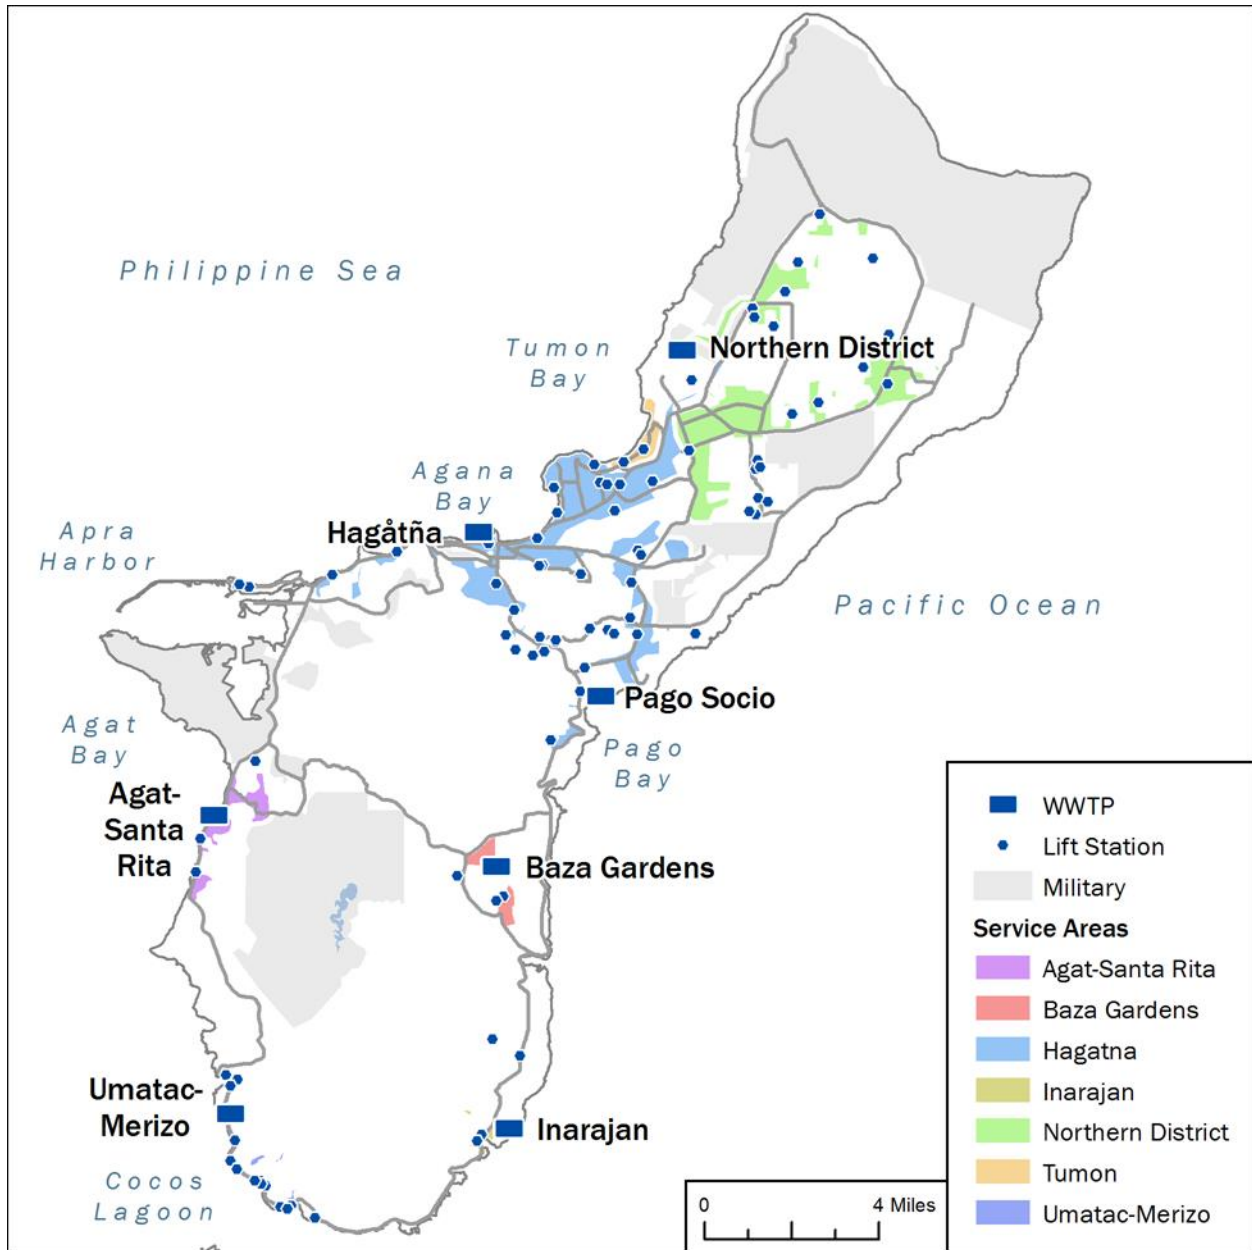 Philippine Sea
Tumon
Bay
Northern District
Agana
Bay
Hagåtña
Apra
Harbor
Pacific Ocean
Pago Socio
Agat
Bay
Pago
Bay
Agat-
Santa
Rita
Baza Gardens
Umatac-
Merizo
Inarajan
Cocos
Lagoon
WWTP
Lift Station
Military
Service Areas
Agat-Santa Rita
Baza Gardens
Hagatna
Inarajan
Northern District
Tumon
Umatac-Merizo
0 4 Miles